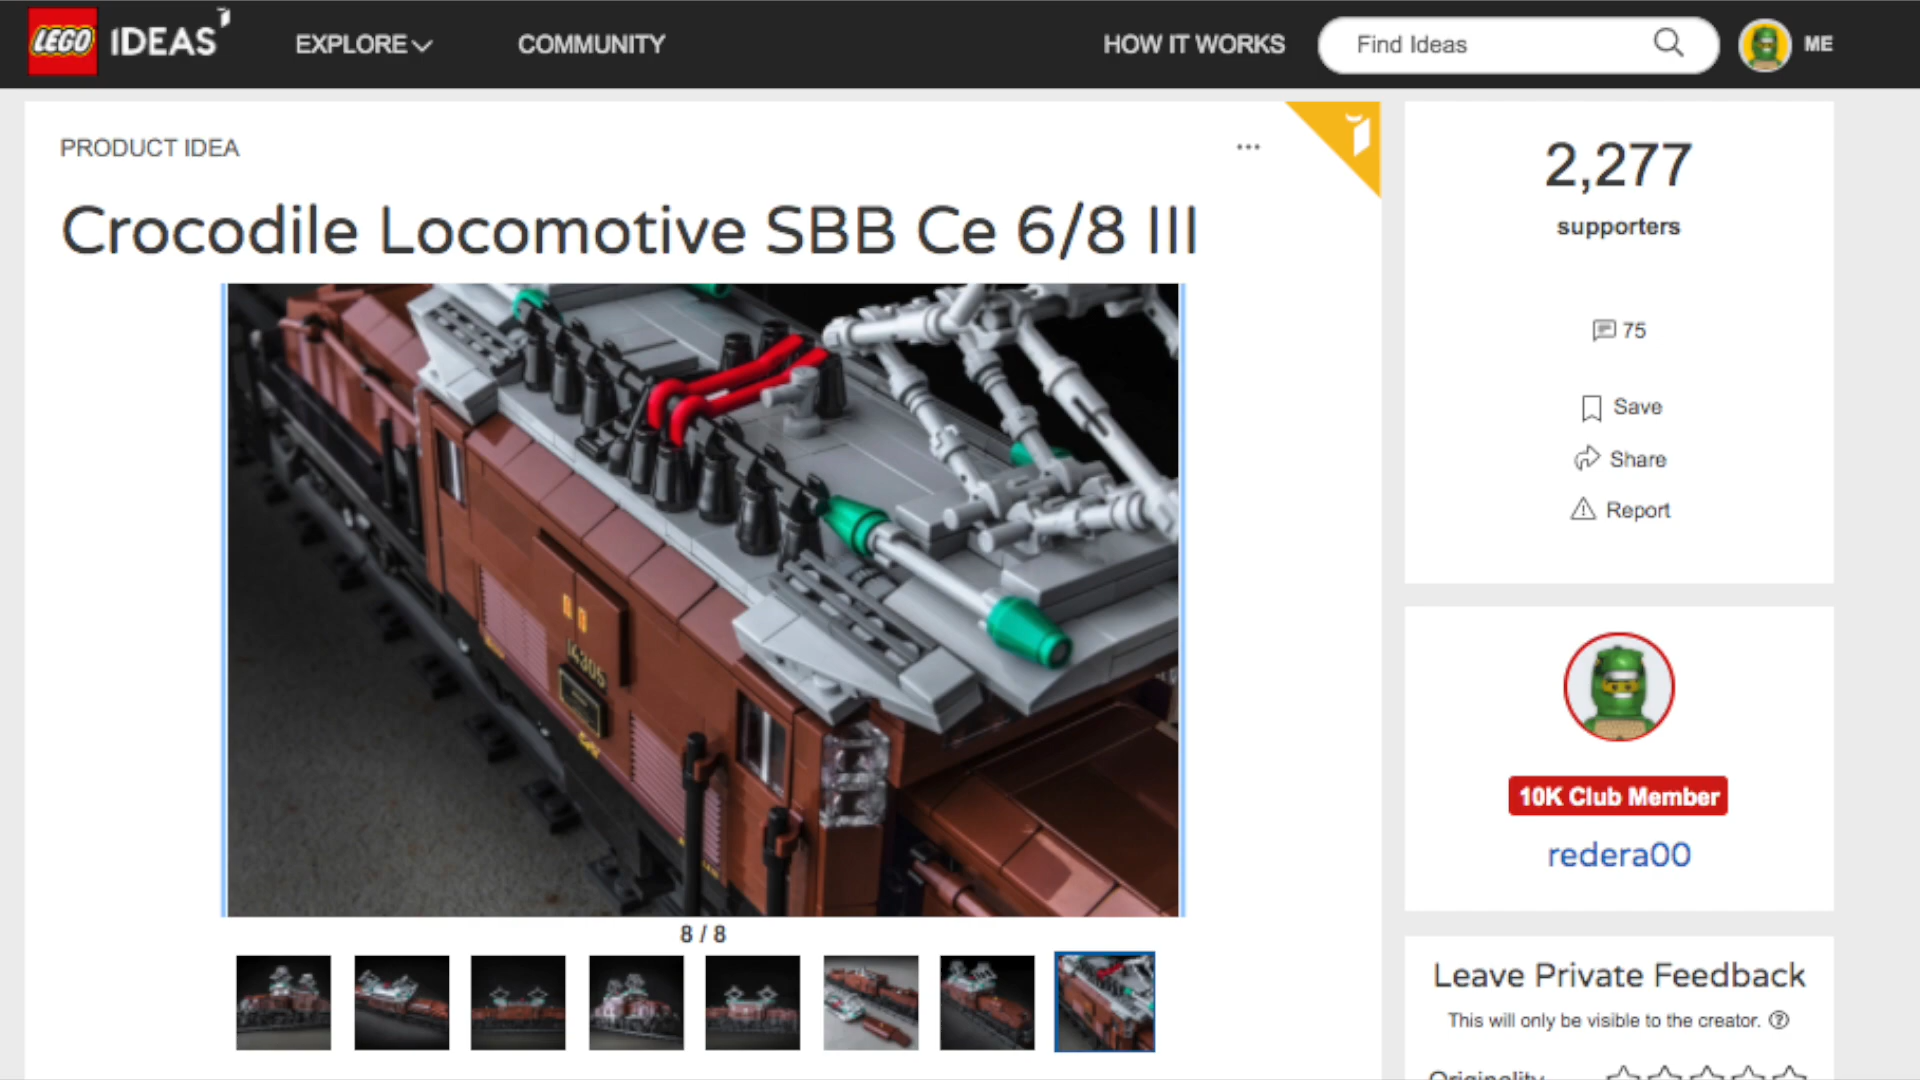 LEGO IDEAS EXPLORE COMMUNITY HOW IT WORKS Find Ideas ME
PRODUCT IDEA
Crocodile Locomotive SBB Ce 6/8 III
14305
8 / 8
2,277
supporters
75
Save
Share
Report
10K Club Member
redera00
Leave Private Feedback
This will only be visible to the creator.
Originality